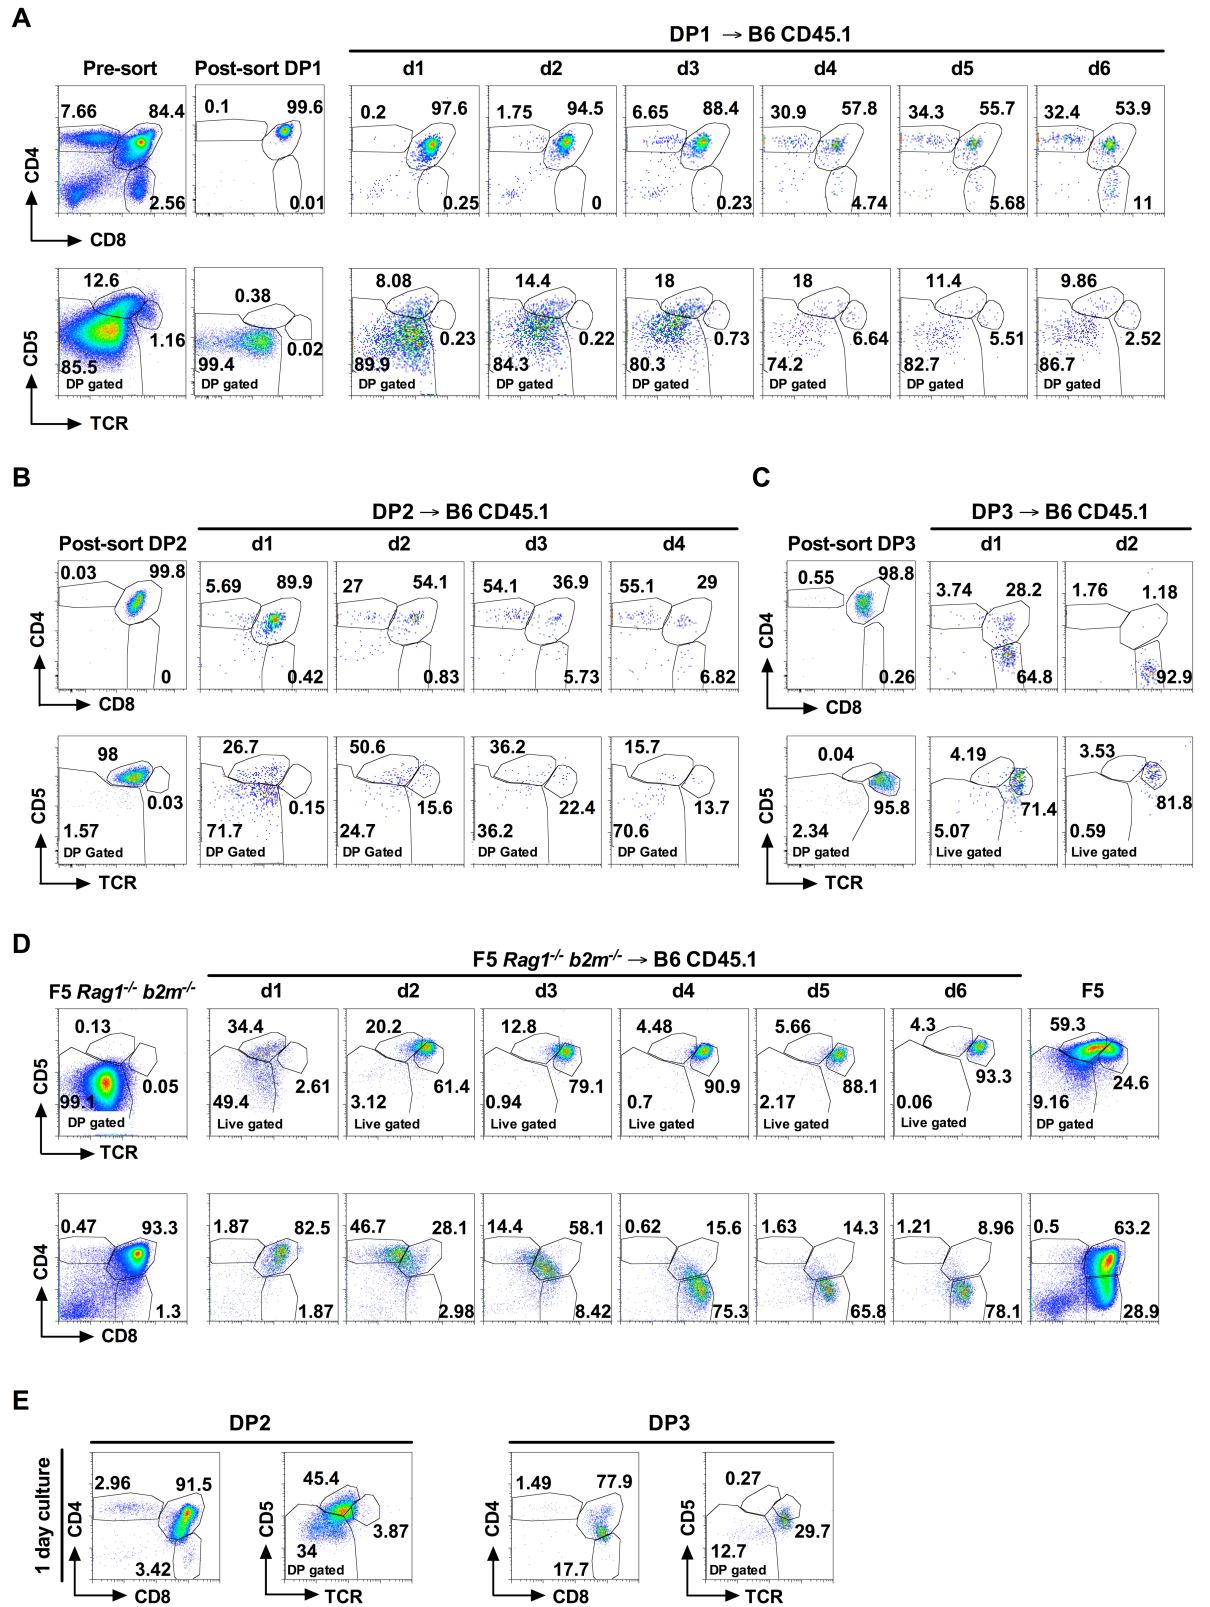 A
DP1 → B6 CD45.1
Pre-sort Post-sort DP1 d1 d2 d3 d4 d5 d6
7.66 84.4 0.1 99.6 0.2 97.6 1.75 94.5 6.65 88.4 30.9 57.8 34.3 55.7 32.4 53.9
CD4
2.56 0.01 0.25 0 0.23 4.74 5.68 11
CD8
12.6 0.38 8.08 14.4 18 18 11.4 9.86
CD5
1.16 0.02 0.23 0.22 0.73 6.64 5.51 2.52
85.5 99.4 89.9 84.3 80.3 74.2 82.7 86.7
DP gated DP gated DP gated DP gated DP gated DP gated DP gated DP gated
TCR
B
DP2 → B6 CD45.1
Post-sort DP2 d1 d2 d3 d4
0.03 99.8 5.69 89.9 27 54.1 54.1 36.9 55.1 29
CD4
0 0.42 0.83 5.73 6.82
CD8
98 26.7 50.6 36.2 15.7
CD5
0.03 0.15 15.6 22.4 13.7
1.57 71.7 24.7 36.2 70.6
DP Gated DP Gated DP Gated DP Gated DP Gated
TCR
C
DP3 → B6 CD45.1
Post-sort DP3 d1 d2
0.55 98.8 3.74 28.2 1.76 1.18
CD4
0.26 64.8 92.9
CD8
0.04 4.19 3.53
CD5
95.8 71.4 81.8
2.34 5.07 0.59
DP gated Live gated Live gated
TCR
D
F5 Rag1-/- b2m-/- → B6 CD45.1
F5 Rag1-/- b2m-/- d1 d2 d3 d4 d5 d6 F5
0.13 34.4 20.2 12.8 4.48 5.66 4.3 59.3
CD5
0.05 2.61 61.4 79.1 90.9 88.1 93.3 24.6
99.1 49.4 3.12 0.94 0.7 2.17 0.06 9.16
DP gated Live gated Live gated Live gated Live gated Live gated Live gated DP gated
TCR
0.47 93.3 1.87 82.5 46.7 28.1 14.4 58.1 0.62 15.6 1.63 14.3 1.21 8.96 0.5 63.2
CD4
1.3 1.87 2.98 8.42 75.3 65.8 78.1 28.9
CD8
E
DP2 DP3
1 day culture
2.96 91.5 45.4 1.49 77.9 0.27
CD4 CD5 CD4 CD5
3.42 3.87 17.7 29.7
34 12.7
DP gated DP gated
CD8 TCR CD8 TCR